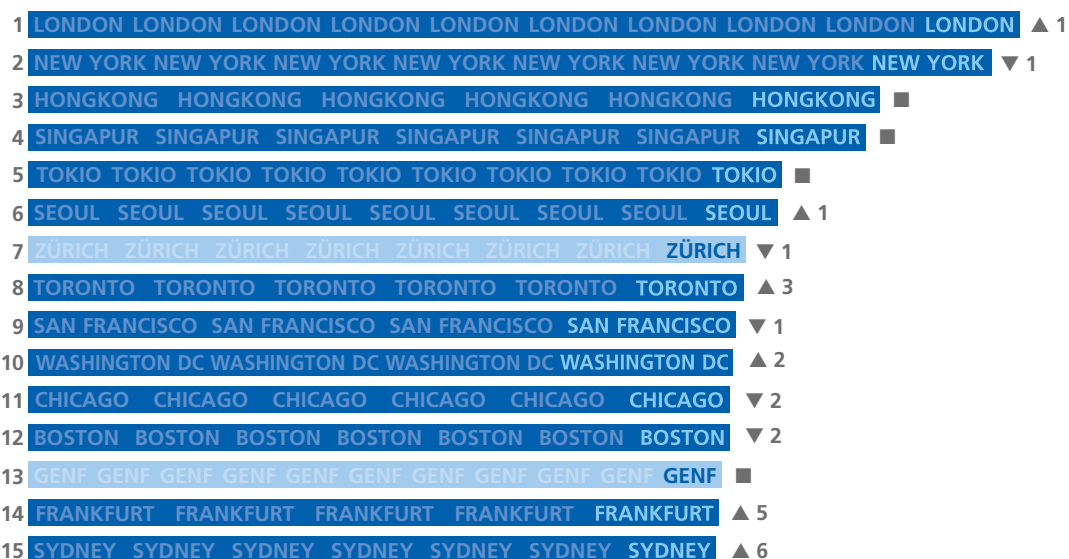 1 LONDON LONDON LONDON LONDON LONDON LONDON LONDON LONDON LONDON LONDON ▲ 1
2 NEW YORK NEW YORK NEW YORK NEW YORK NEW YORK NEW YORK NEW YORK NEW YORK ▼ 1
3 HONGKONG HONGKONG HONGKONG HONGKONG HONGKONG HONGKONG ■
4 SINGAPUR SINGAPUR SINGAPUR SINGAPUR SINGAPUR SINGAPUR SINGAPUR ■
5 TOKIO TOKIO TOKIO TOKIO TOKIO TOKIO TOKIO TOKIO TOKIO TOKIO ■
6 SEOUL SEOUL SEOUL SEOUL SEOUL SEOUL SEOUL SEOUL SEOUL ▲ 1
7 ZÜRICH ZÜRICH ZÜRICH ZÜRICH ZÜRICH ZÜRICH ZÜRICH ZÜRICH ▼ 1
8 TORONTO TORONTO TORONTO TORONTO TORONTO TORONTO ▲ 3
9 SAN FRANCISCO SAN FRANCISCO SAN FRANCISCO SAN FRANCISCO ▼ 1
10 WASHINGTON DC WASHINGTON DC WASHINGTON DC WASHINGTON DC ▲ 2
11 CHICAGO CHICAGO CHICAGO CHICAGO CHICAGO CHICAGO ▼ 2
12 BOSTON BOSTON BOSTON BOSTON BOSTON BOSTON BOSTON ▼ 2
13 GENF GENF GENF GENF GENF GENF GENF GENF GENF GENF GENF ■
14 FRANKFURT FRANKFURT FRANKFURT FRANKFURT FRANKFURT ▲ 5
15 SYDNEY SYDNEY SYDNEY SYDNEY SYDNEY SYDNEY SYDNEY ▲ 6